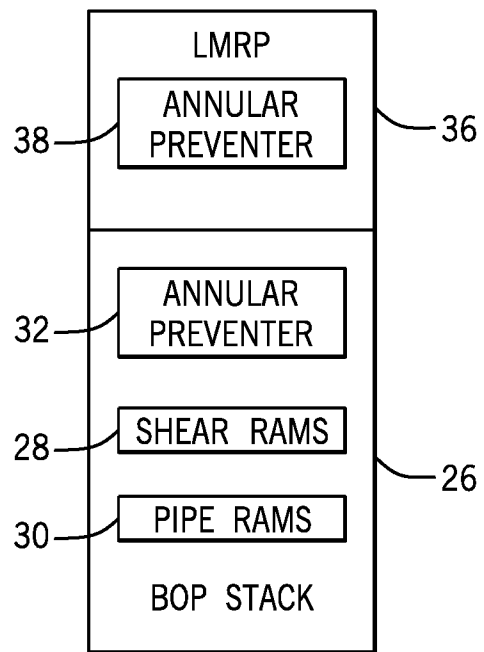 LMRP
ANNULAR
PREVENTER
38
36
ANNULAR
PREVENTER
32
SHEAR RAMS
28
26
PIPE RAMS
30
BOP STACK